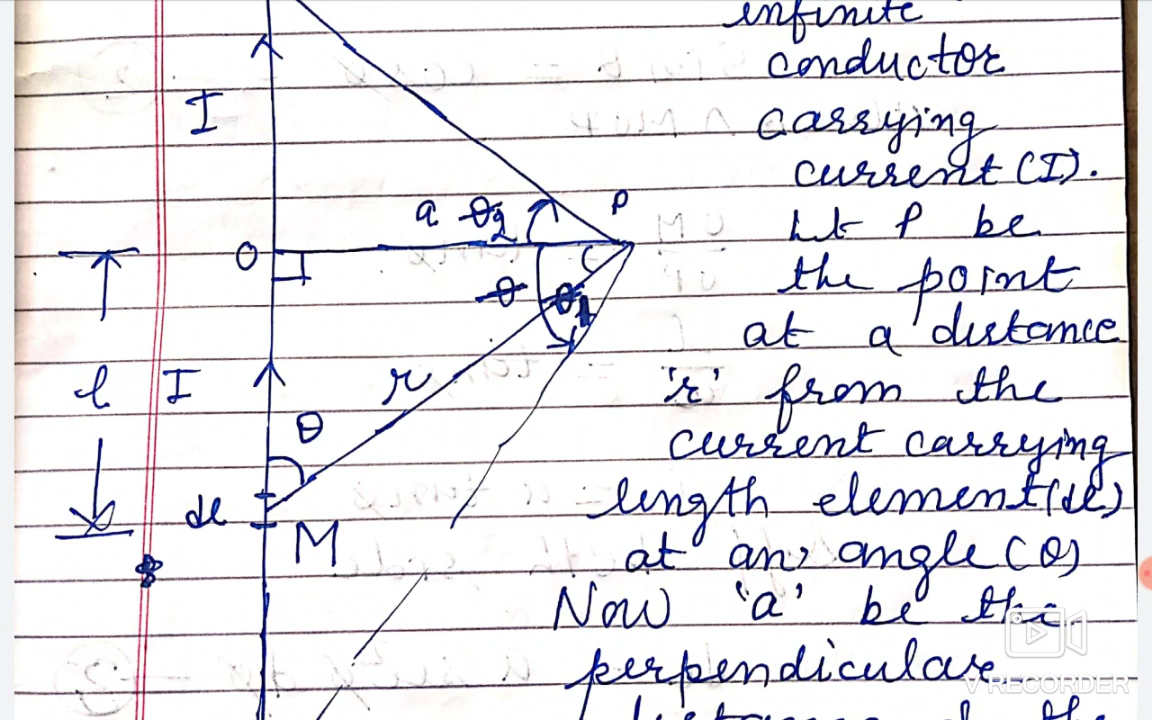 infinite
conductor
carrying
current (I).
Let P be
the point
at a distance
'r' from the
current carrying
length element (dl)
at an angle (θ)
Now 'a' be the
perpendicular
I
a θ2 P
O
θ θ1
l I r
θ
dl M
V RECORDER